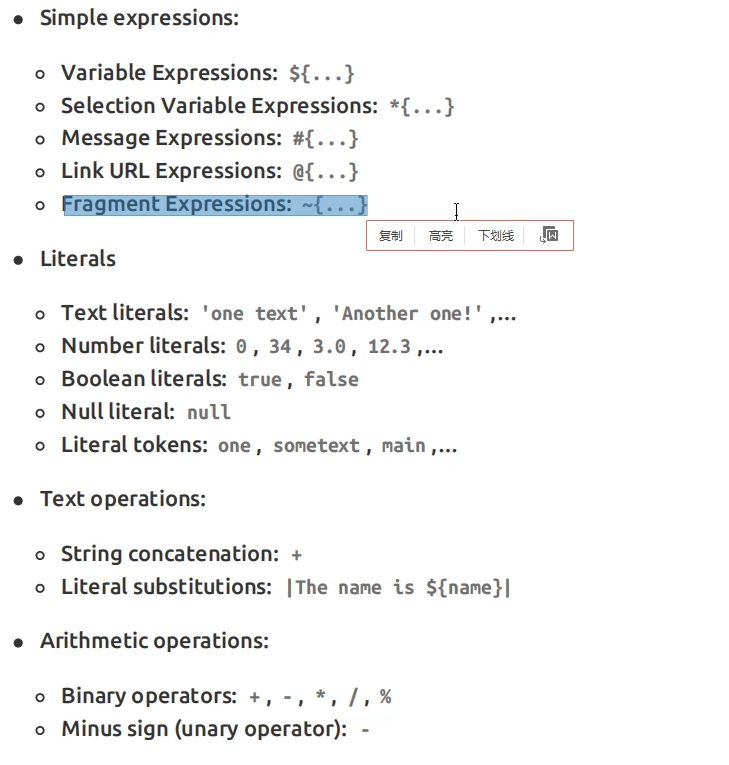 Simple expressions:
Variable Expressions: ${...}
Selection Variable Expressions: *{...}
Message Expressions: #{...}
Link URL Expressions: @{...}
Fragment Expressions: ~{...}
复制 高亮 下划线
Literals
Text literals: 'one text', 'Another one!',...
Number literals: 0, 34, 3.0, 12.3,...
Boolean literals: true, false
Null literal: null
Literal tokens: one, sometext, main,...
Text operations:
String concatenation: +
Literal substitutions: |The name is ${name}|
Arithmetic operations:
Binary operators: +, -, *, /, %
Minus sign (unary operator): -